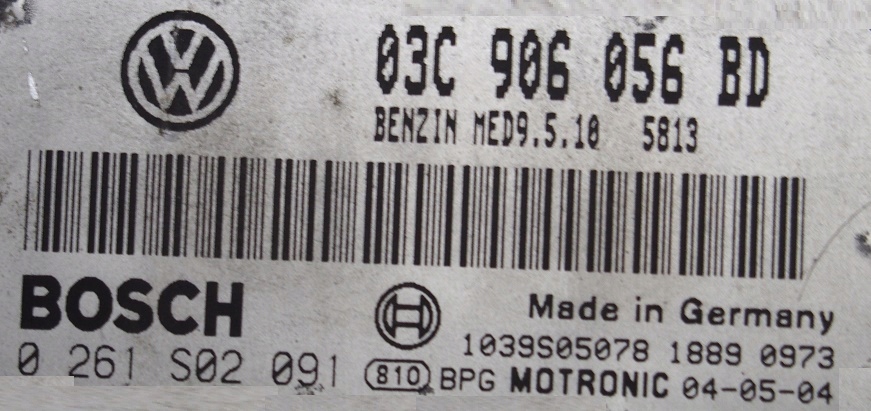 03C 906 056 BD
BENZIN MED9.5.10 5813
BOSCH
Made in Germany
0 261 S02 091
1039S05078 1889 0973
810 BPG MOTRONIC 04-05-04